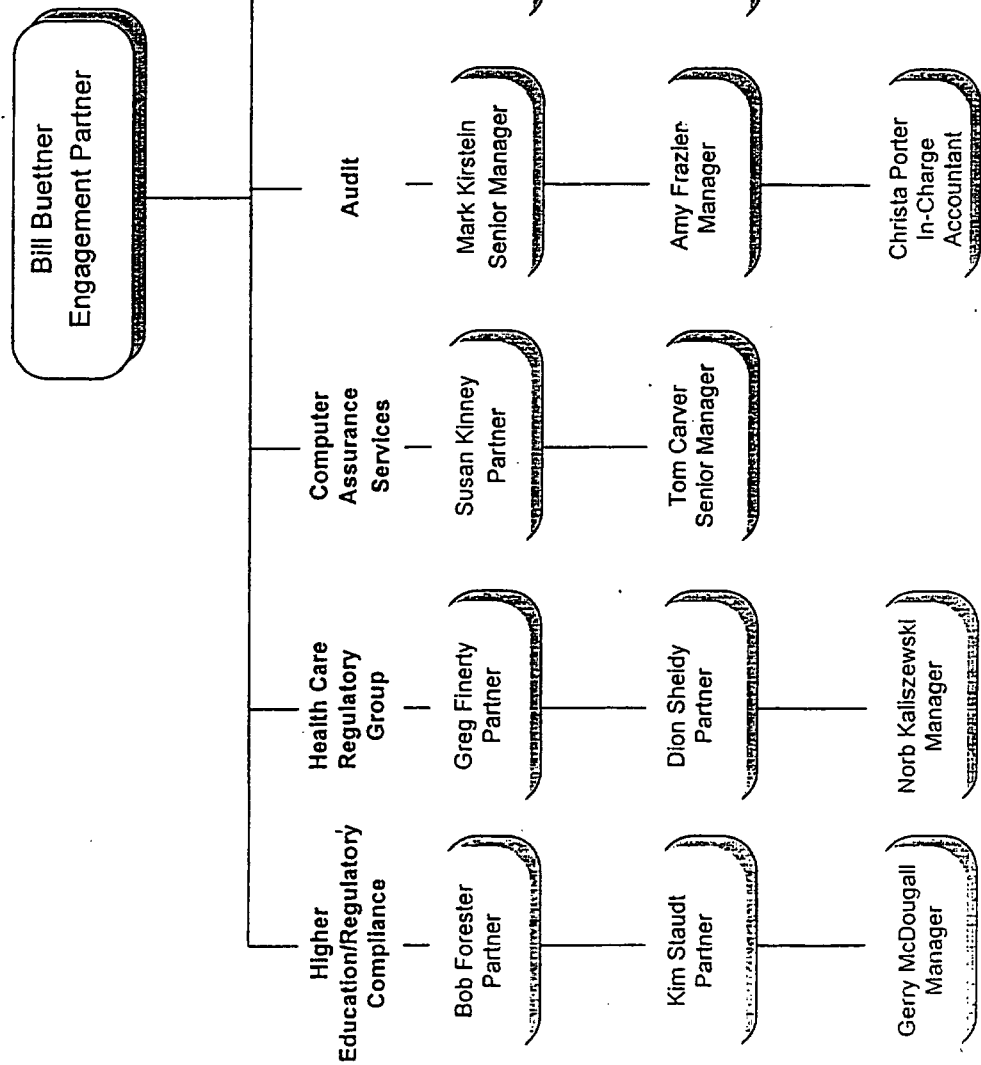 Bill Buettner
Engagement Partner
Higher
Education/Regulatory
Compliance
Bob Forester
Partner
Kim Staudt
Partner
Gerry McDougall
Manager
Health Care
Regulatory
Group
Greg Finerty
Partner
Dion Sheidy
Partner
Norb Kaliszewski
Manager
Computer
Assurance
Services
Susan Kinney
Partner
Tom Carver
Senior Manager
Audit
Mark Kirstein
Senior Manager
Amy Frazier
Manager
Christa Porter
In-Charge
Accountant